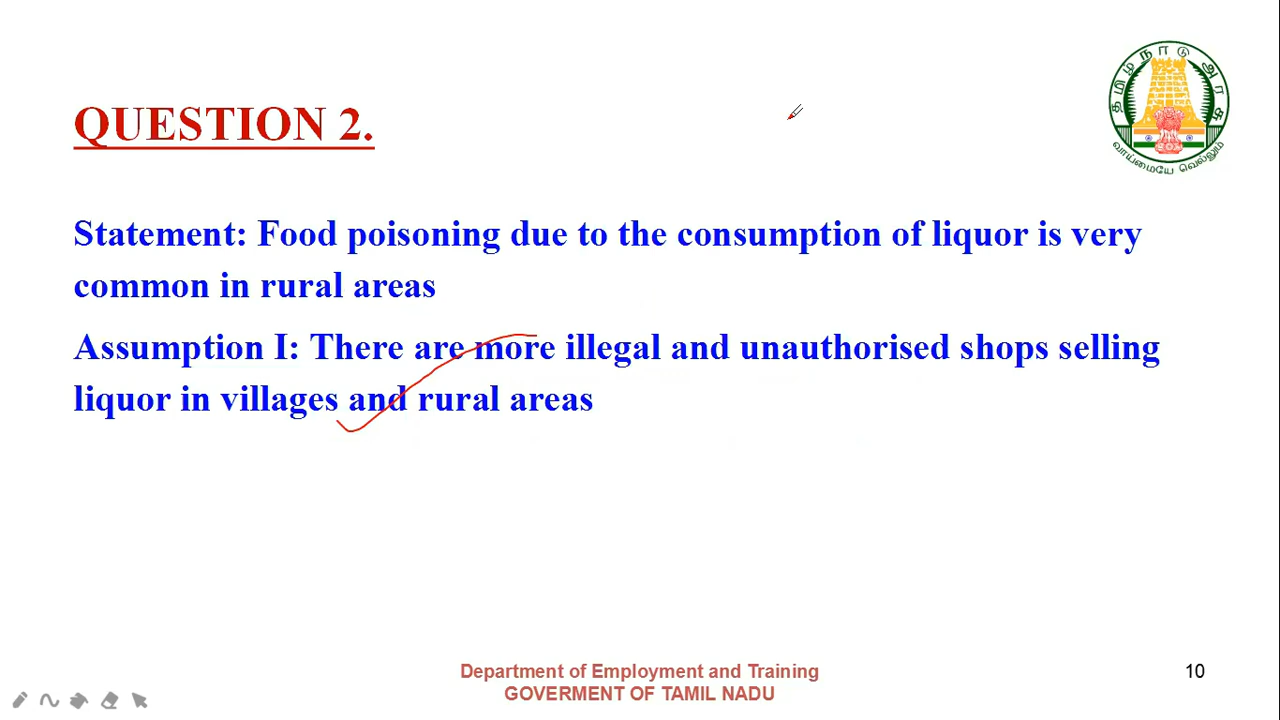 தமிழ்நாடு அரசு
வாய்மையே வெல்லும்
QUESTION 2.
Statement: Food poisoning due to the consumption of liquor is very
common in rural areas
Assumption I: There are more illegal and unauthorised shops selling
liquor in villages and rural areas
Department of Employment and Training
GOVERMENT OF TAMIL NADU
10